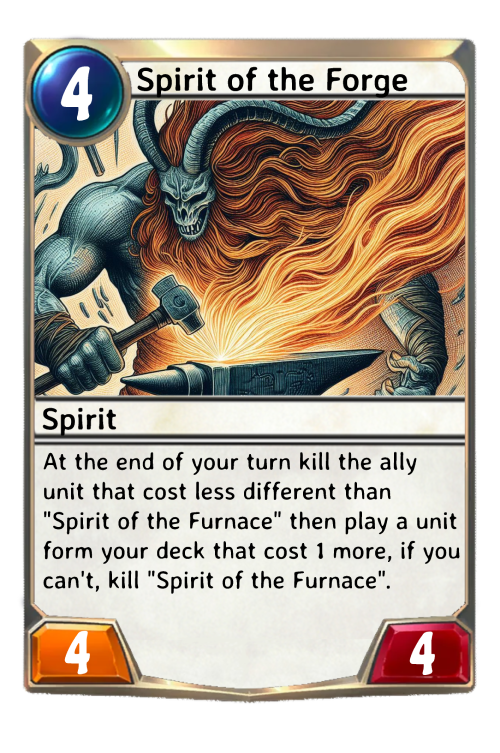 4
Spirit of the Forge
Spirit
At the end of your turn kill the ally
unit that cost less different than
"Spirit of the Furnace" then play a unit
form your deck that cost 1 more, if you
can't, kill "Spirit of the Furnace".
4
4